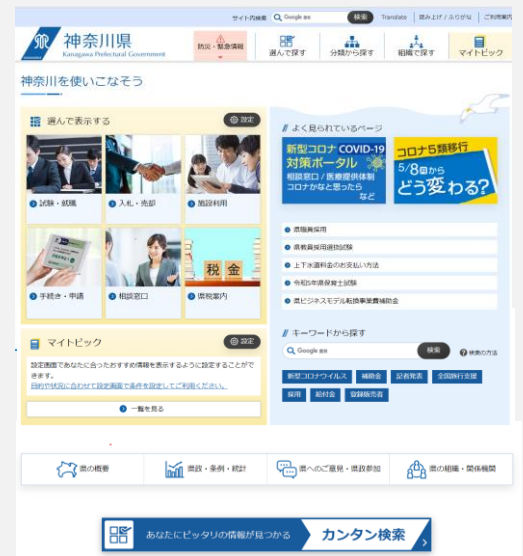 サイト内検索 Google 検索 Translate 読み上げ / ふりがな ご利用案内
神奈川県
Kanagawa Prefectural Government
防災・緊急情報
選んで探す
分類から探す
組織で探す
マイトピック
神奈川を使いこなそう
選んで表示する
設定
試験・就職
入札・売却
施設利用
手続き・申請
相談窓口
税金
県税案内
マイトピック
設定
設定画面であなたに合ったおすすめ情報を表示するように設定することがで
きます。
目的や状況に合わせて設定画面で条件を設定してご利用ください。
一覧を見る
よく見られているページ
新型コロナ COVID-19
対策ポータル
相談窓口 / 医療提供体制
コロナかなと思ったら
など
コロナ5類移行
5/8から
どう変わる?
県職員採用
県教員採用選抜試験
上下水道料金のお支払い方法
令和5年県保育士試験
県ビジネスモデル転換事業費補助金
キーワードから探す
Google 検索
検索の方法
新型コロナウイルス 補助金 記者発表 全国旅行支援
採用 給付金 登録販売者
県の概要
県政・条例・統計
県へのご意見・県政参加
県の組織・関係機関
あなたにピッタリの情報が見つかる カンタン検索